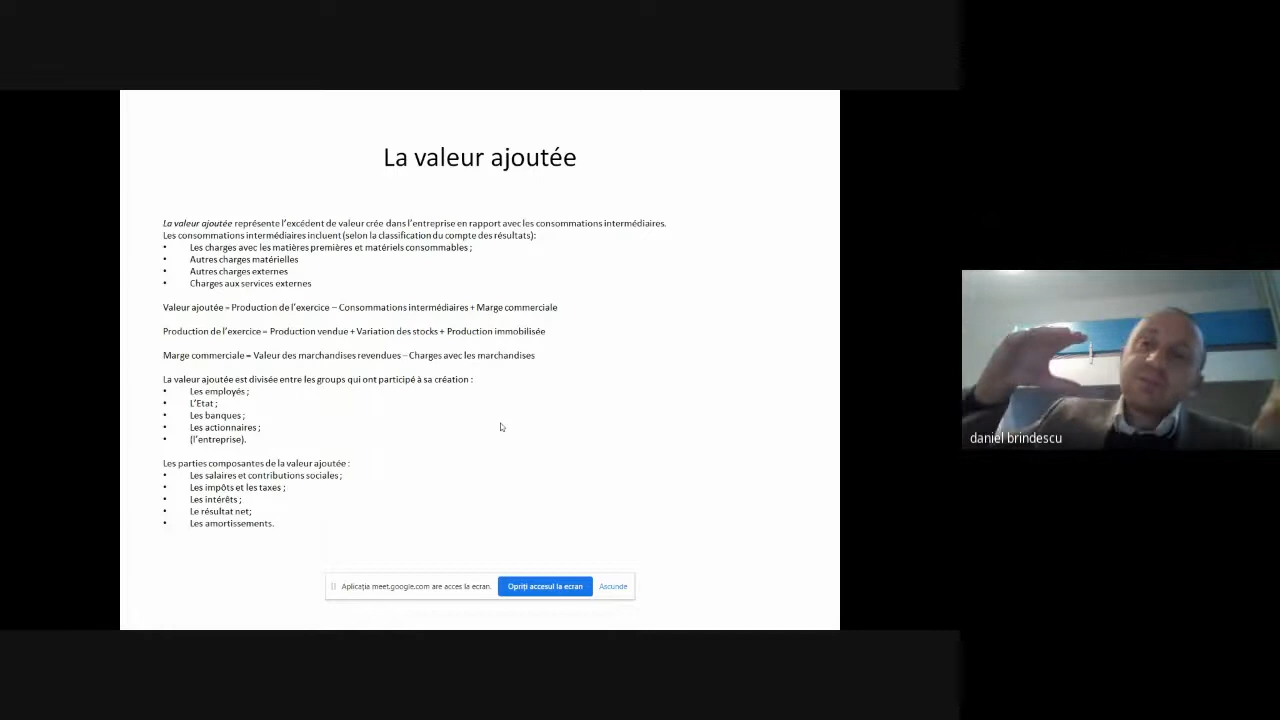 La valeur ajoutée
La valeur ajoutée représente l'excédent de valeur crée dans l'entreprise en rapport avec les consommations intermédiaires.
Les consommations intermédiaires incluent (selon la classification du compte des résultats):
• Les charges avec les matières premières et matériels consommables ;
• Autres charges matérielles
• Autres charges externes
• Charges aux services externes
Valeur ajoutée = Production de l'exercice – Consommations intermédiaires + Marge commerciale
Production de l'exercice = Production vendue + Variation des stocks + Production immobilisée
Marge commerciale = Valeur des marchandises revendues – Charges avec les marchandises
La valeur ajoutée est divisée entre les groups qui ont participé à sa création :
• Les employés ;
• L'Etat ;
• Les banques ;
• Les actionnaires ;
• (l'entreprise).
Les parties composantes de la valeur ajoutée :
• Les salaires et contributions sociales ;
• Les impôts et les taxes ;
• Les intérêts ;
• Le résultat net;
• Les amortissements.
Aplicația meet.google.com are acces la ecran. Opriți accesul la ecran Ascunde
daniel brindescu